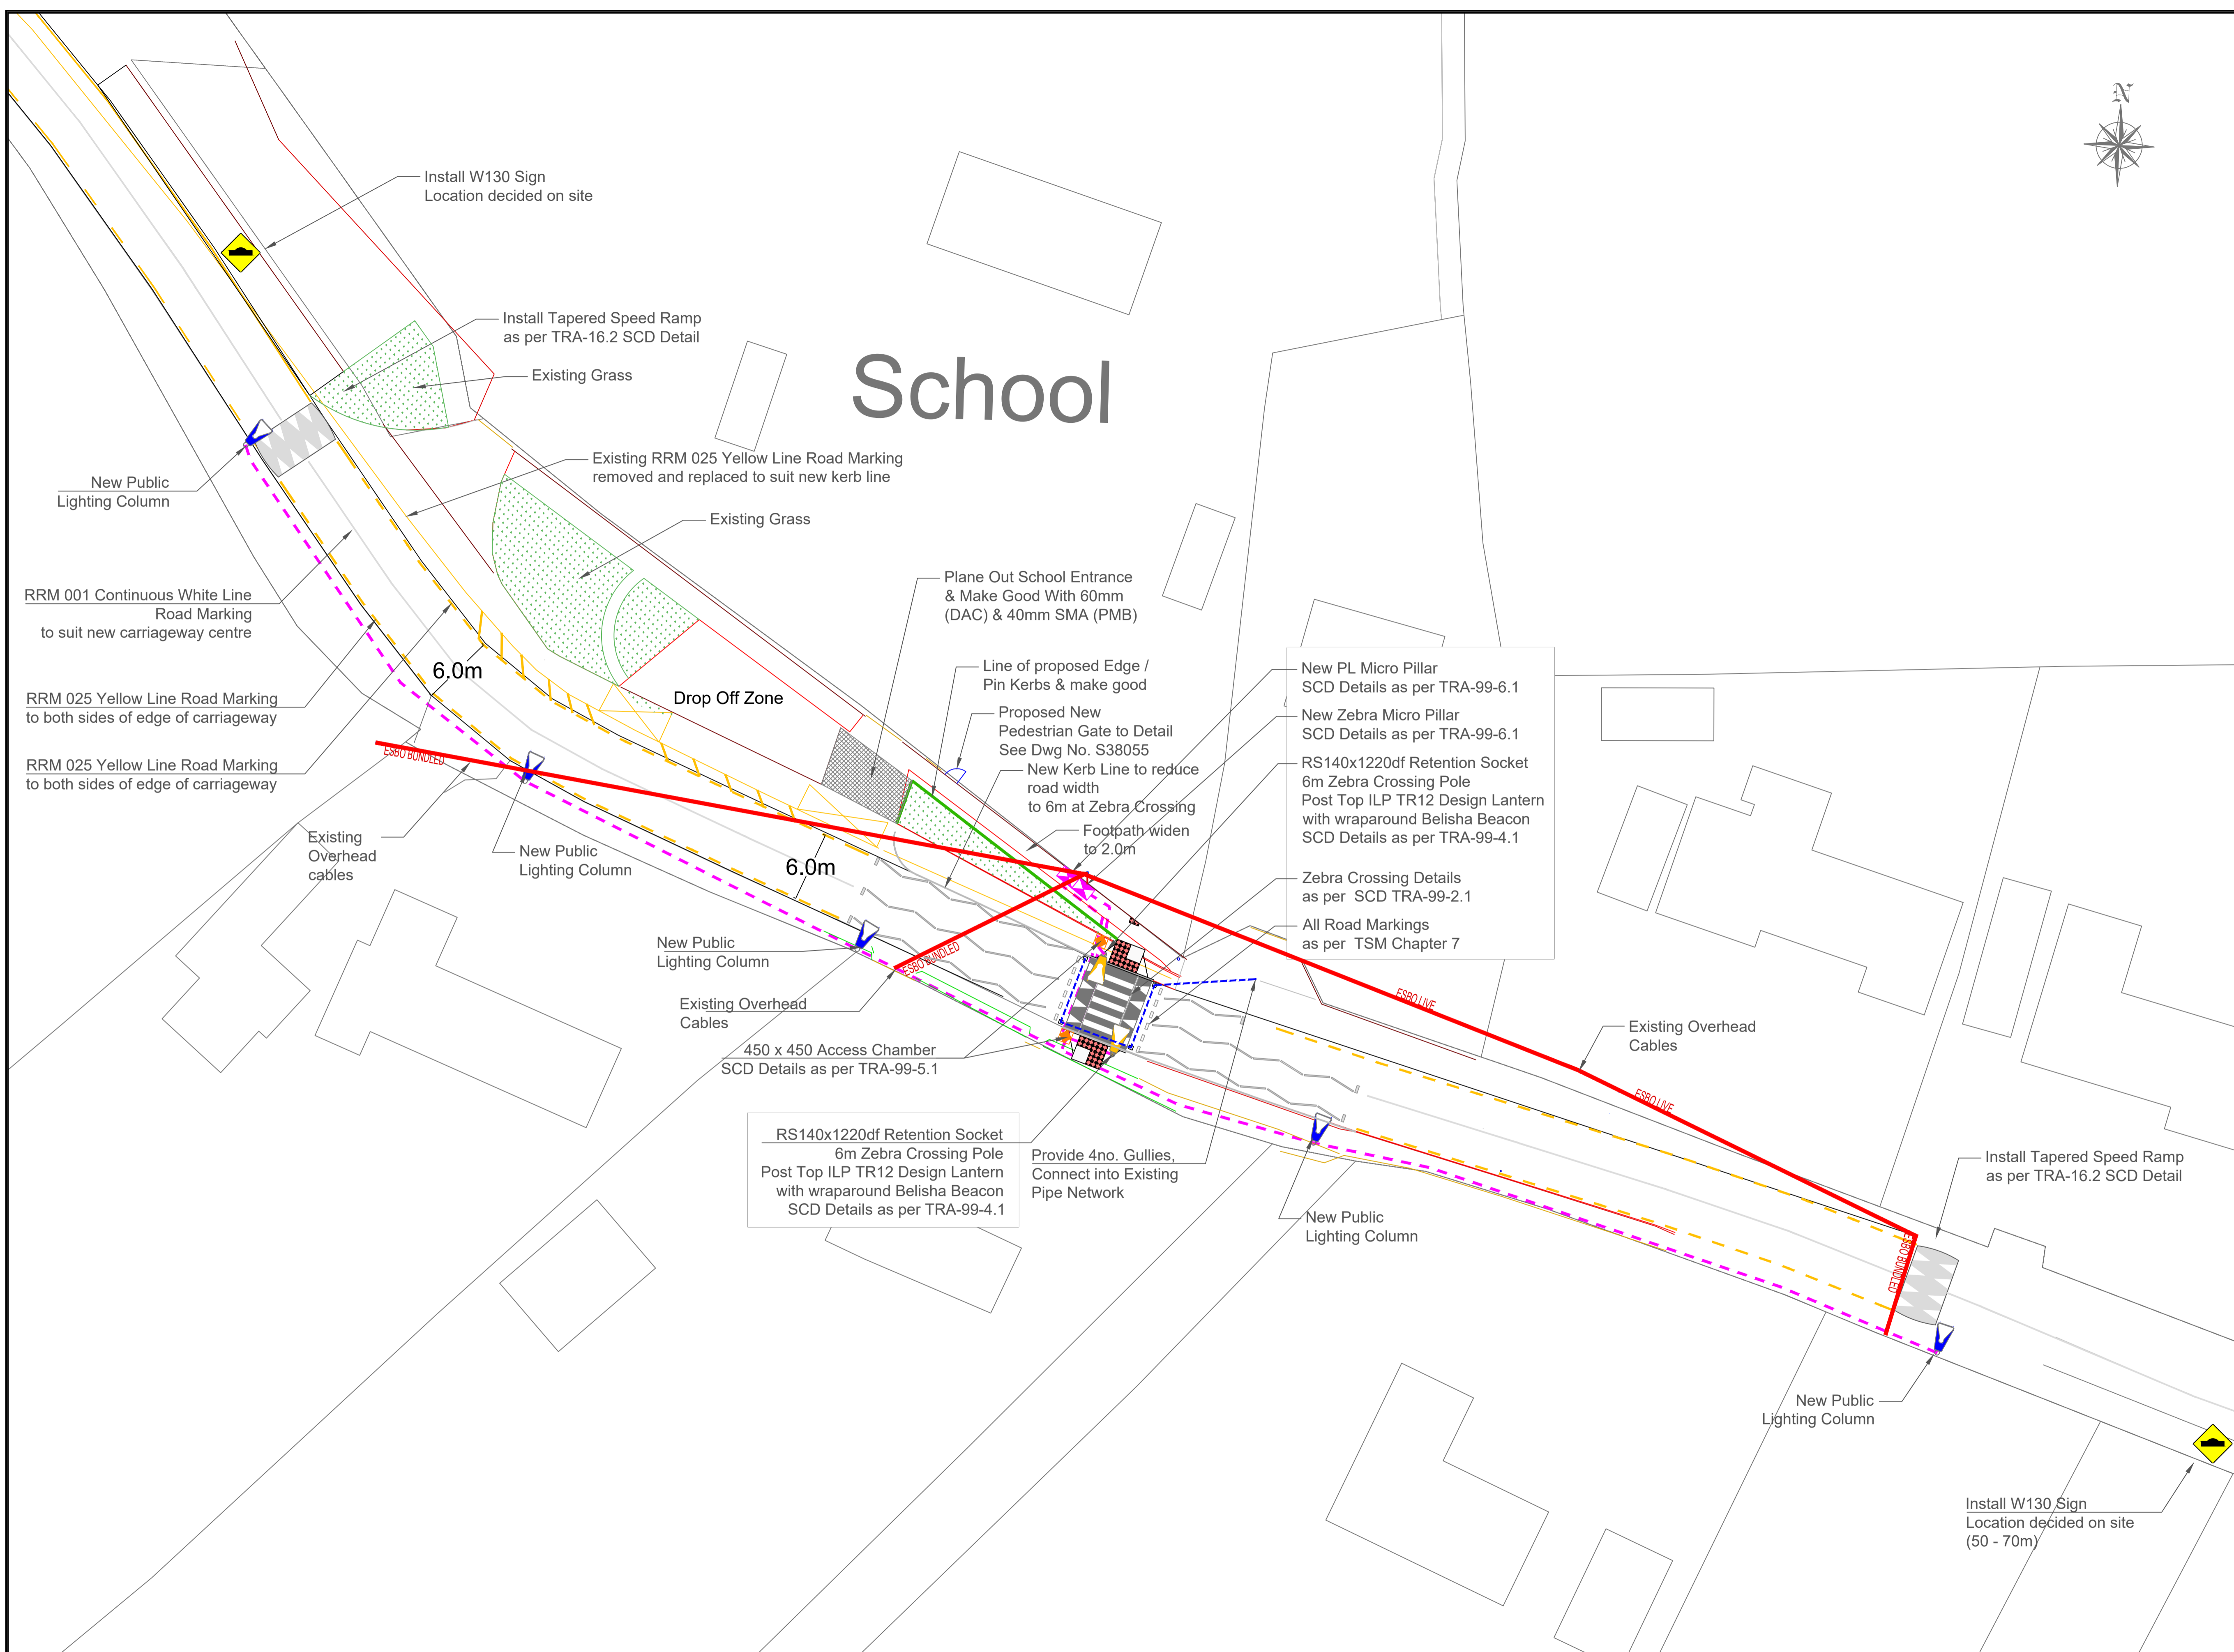 N
Install W130 Sign
Location decided on site
Install Tapered Speed Ramp
as per TRA-16.2 SCD Detail
Existing Grass
School
Existing RRM 025 Yellow Line Road Marking
removed and replaced to suit new kerb line
New Public
Lighting Column
Existing Grass
Plane Out School Entrance
& Make Good With 60mm
(DAC) & 40mm SMA (PMB)
RRM 001 Continuous White Line
Road Marking
to suit new carriageway centre
6.0m
Line of proposed Edge /
Pin Kerbs & make good
New PL Micro Pillar
SCD Details as per TRA-99-6.1
RRM 025 Yellow Line Road Marking
to both sides of edge of carriageway
Drop Off Zone
Proposed New
Pedestrian Gate to Detail
See Dwg No. S38055
New Zebra Micro Pillar
SCD Details as per TRA-99-6.1
RRM 025 Yellow Line Road Marking
to both sides of edge of carriageway
ESBO BUNDLED
New Kerb Line to reduce
road width
to 6m at Zebra Crossing
RS140x1220df Retention Socket
6m Zebra Crossing Pole
Post Top ILP TR12 Design Lantern
with wraparound Belisha Beacon
SCD Details as per TRA-99-4.1
Existing
Overhead
cables
New Public
Lighting Column
6.0m
Footpath widen
to 2.0m
Zebra Crossing Details
as per SCD TRA-99-2.1
All Road Markings
as per TSM Chapter 7
New Public
Lighting Column
ESBO BUNDLED
Existing Overhead
Cables
ESBO LIVE
Existing Overhead
Cables
450 x 450 Access Chamber
SCD Details as per TRA-99-5.1
ESBO LIVE
RS140x1220df Retention Socket
6m Zebra Crossing Pole
Post Top ILP TR12 Design Lantern
with wraparound Belisha Beacon
SCD Details as per TRA-99-4.1
Provide 4no. Gullies,
Connect into Existing
Pipe Network
Install Tapered Speed Ramp
as per TRA-16.2 SCD Detail
New Public
Lighting Column
ESBO BUNDLED
New Public
Lighting Column
Install W130 Sign
Location decided on site
(50 - 70m)